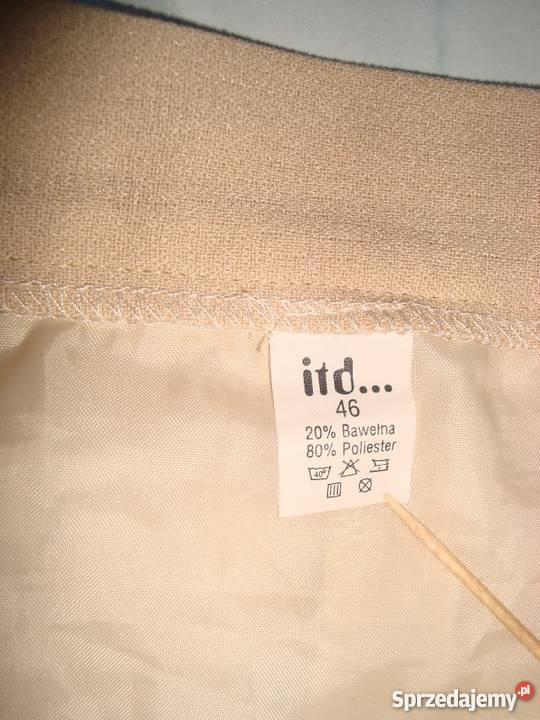 itd...
46
20% Bawełna
80% Poliester
40°
Sprzedajemy.pl